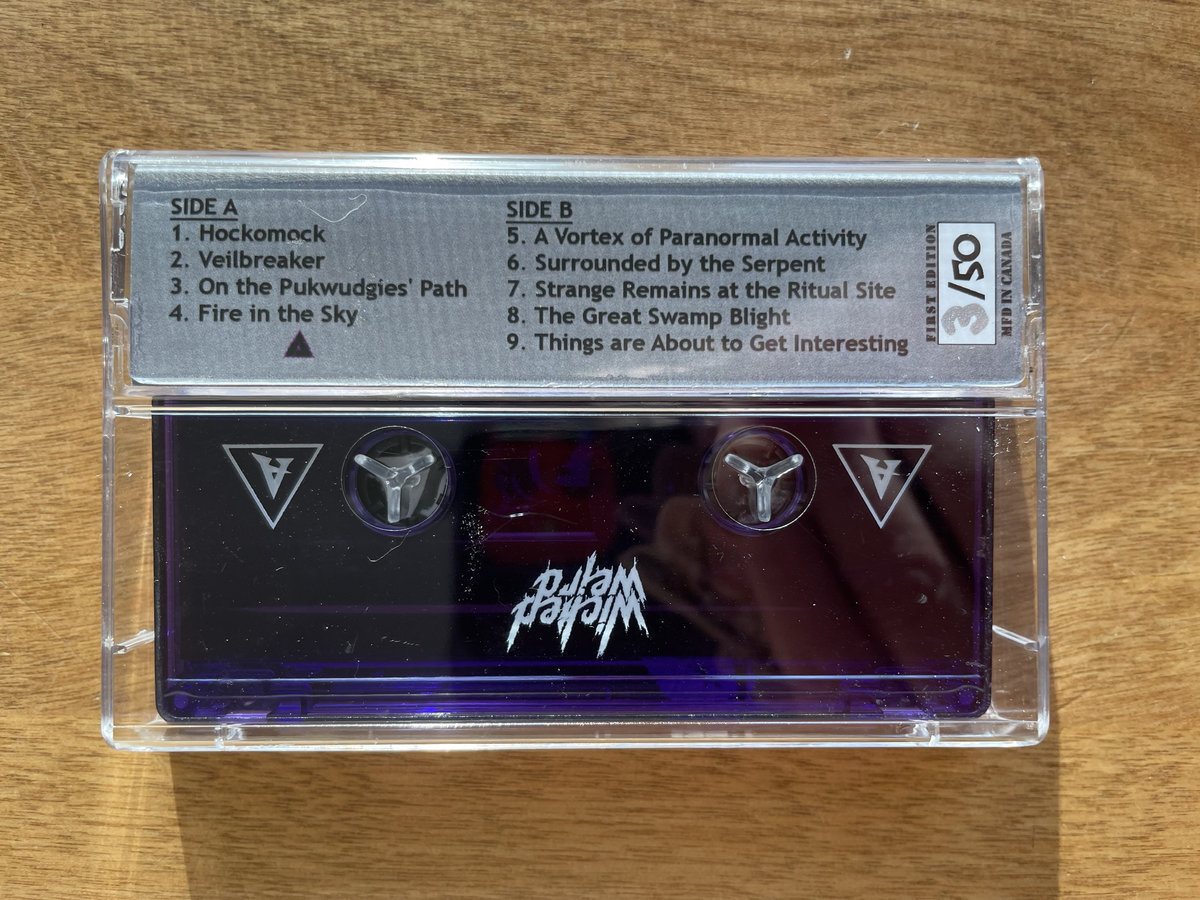 SIDE A
1. Hockomock
2. Veilbreaker
3. On the Pukwudgies' Path
4. Fire in the Sky
SIDE B
5. A Vortex of Paranormal Activity
6. Surrounded by the Serpent
7. Strange Remains at the Ritual Site
8. The Great Swamp Blight
9. Things are About to Get Interesting
FIRST EDITION
3/50
MFD IN CANADA
A
A
Wicked
Weird